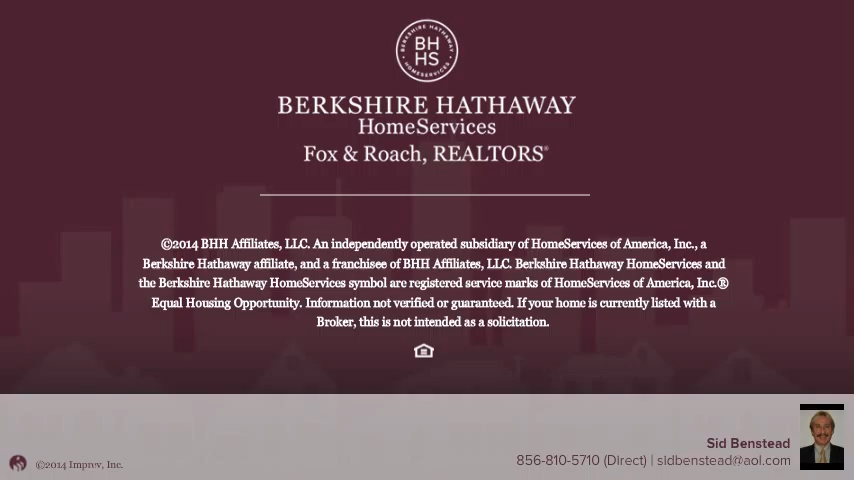 BERKSHIRE HATHAWAY
HOMESERVICES
BH
HS
BERKSHIRE HATHAWAY
HomeServices
Fox & Roach, REALTORS®
©2014 BHH Affiliates, LLC. An independently operated subsidiary of HomeServices of America, Inc., a
Berkshire Hathaway affiliate, and a franchisee of BHH Affiliates, LLC. Berkshire Hathaway HomeServices and
the Berkshire Hathaway HomeServices symbol are registered service marks of HomeServices of America, Inc.®
Equal Housing Opportunity. Information not verified or guaranteed. If your home is currently listed with a
Broker, this is not intended as a solicitation.
Sid Benstead
856-810-5710 (Direct) | sidbenstead@aol.com
©2014 Imprev, Inc.